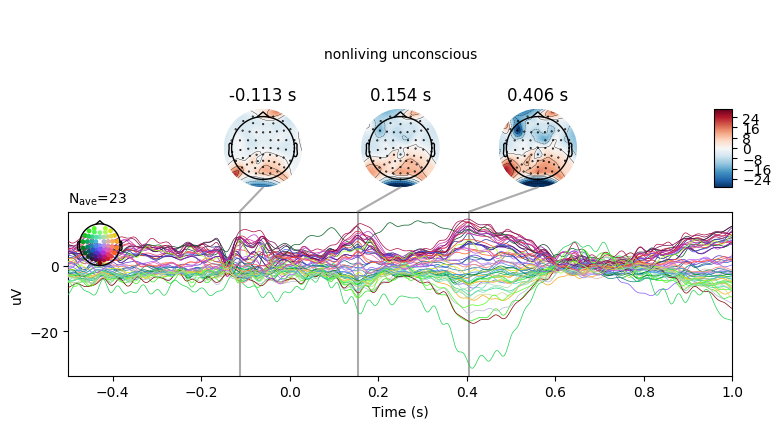 nonliving unconscious
-0.113 s 0.154 s 0.406 s
24
16
8
0
−8
−16
−24
Nave=23
0
−20
uV
−0.4 −0.2 0.0 0.2 0.4 0.6 0.8 1.0
Time (s)